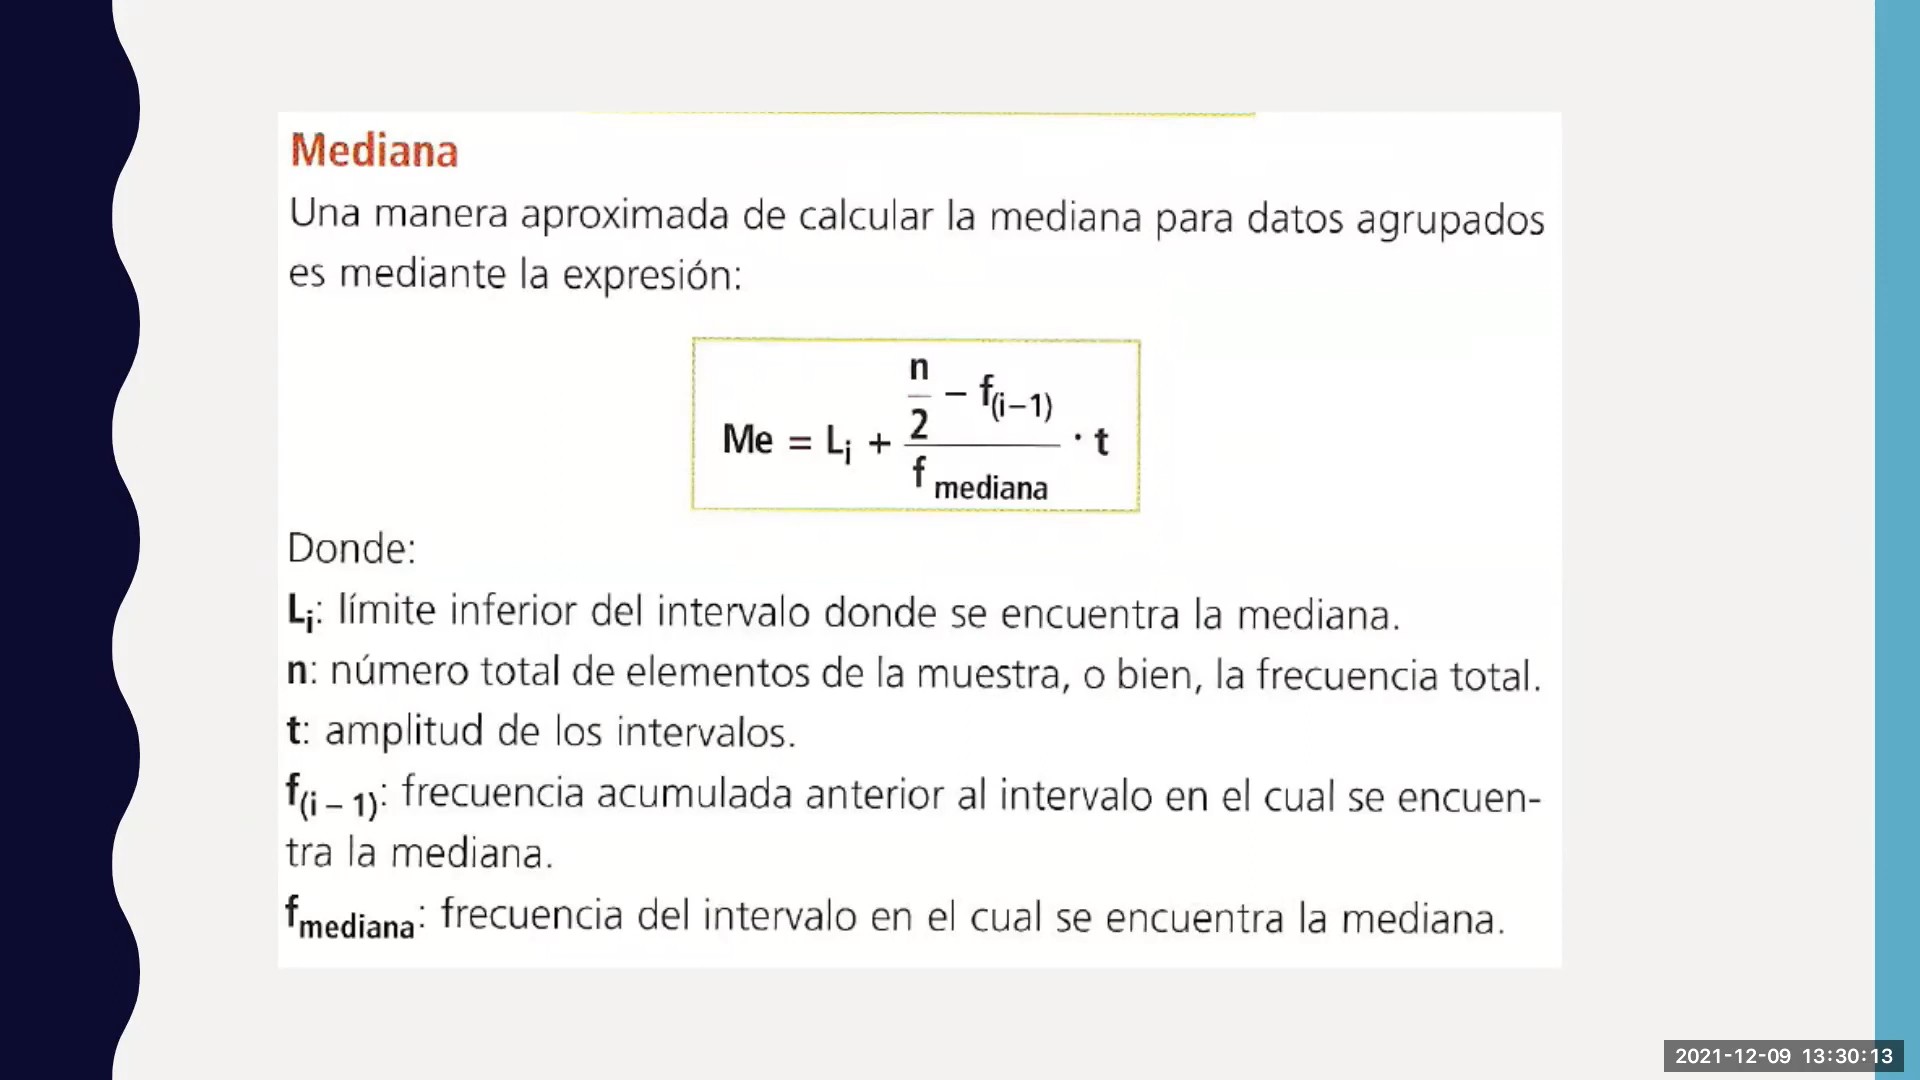 Mediana
Una manera aproximada de calcular la mediana para datos agrupados
es mediante la expresión:
Me = Li + (n/2 − f(i−1)) / f mediana · t
Donde:
Li: límite inferior del intervalo donde se encuentra la mediana.
n: número total de elementos de la muestra, o bien, la frecuencia total.
t: amplitud de los intervalos.
f(i − 1): frecuencia acumulada anterior al intervalo en el cual se encuen-
tra la mediana.
fmediana: frecuencia del intervalo en el cual se encuentra la mediana.
2021-12-09 13:30:13